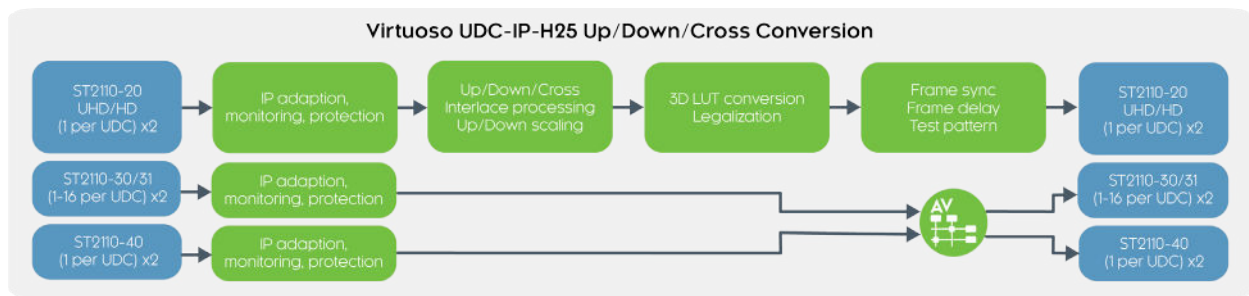 Virtuoso UDC-IP-H25 Up/Down/Cross Conversion
ST2110-20
UHD/HD
(1 per UDC) x2
IP adaption,
monitoring, protection
Up/Down/Cross
Interlace processing
Up/Down scaling
3D LUT conversion
Legalization
Frame sync
Frame delay
Test pattern
ST2110-20
UHD/HD
(1 per UDC) x2
ST2110-30/31
(1-16 per UDC) x2
IP adaption,
monitoring, protection
AV
ST2110-30/31
(1-16 per UDC) x2
ST2110-40
(1 per UDC) x2
IP adaption,
monitoring, protection
ST2110-40
(1 per UDC) x2